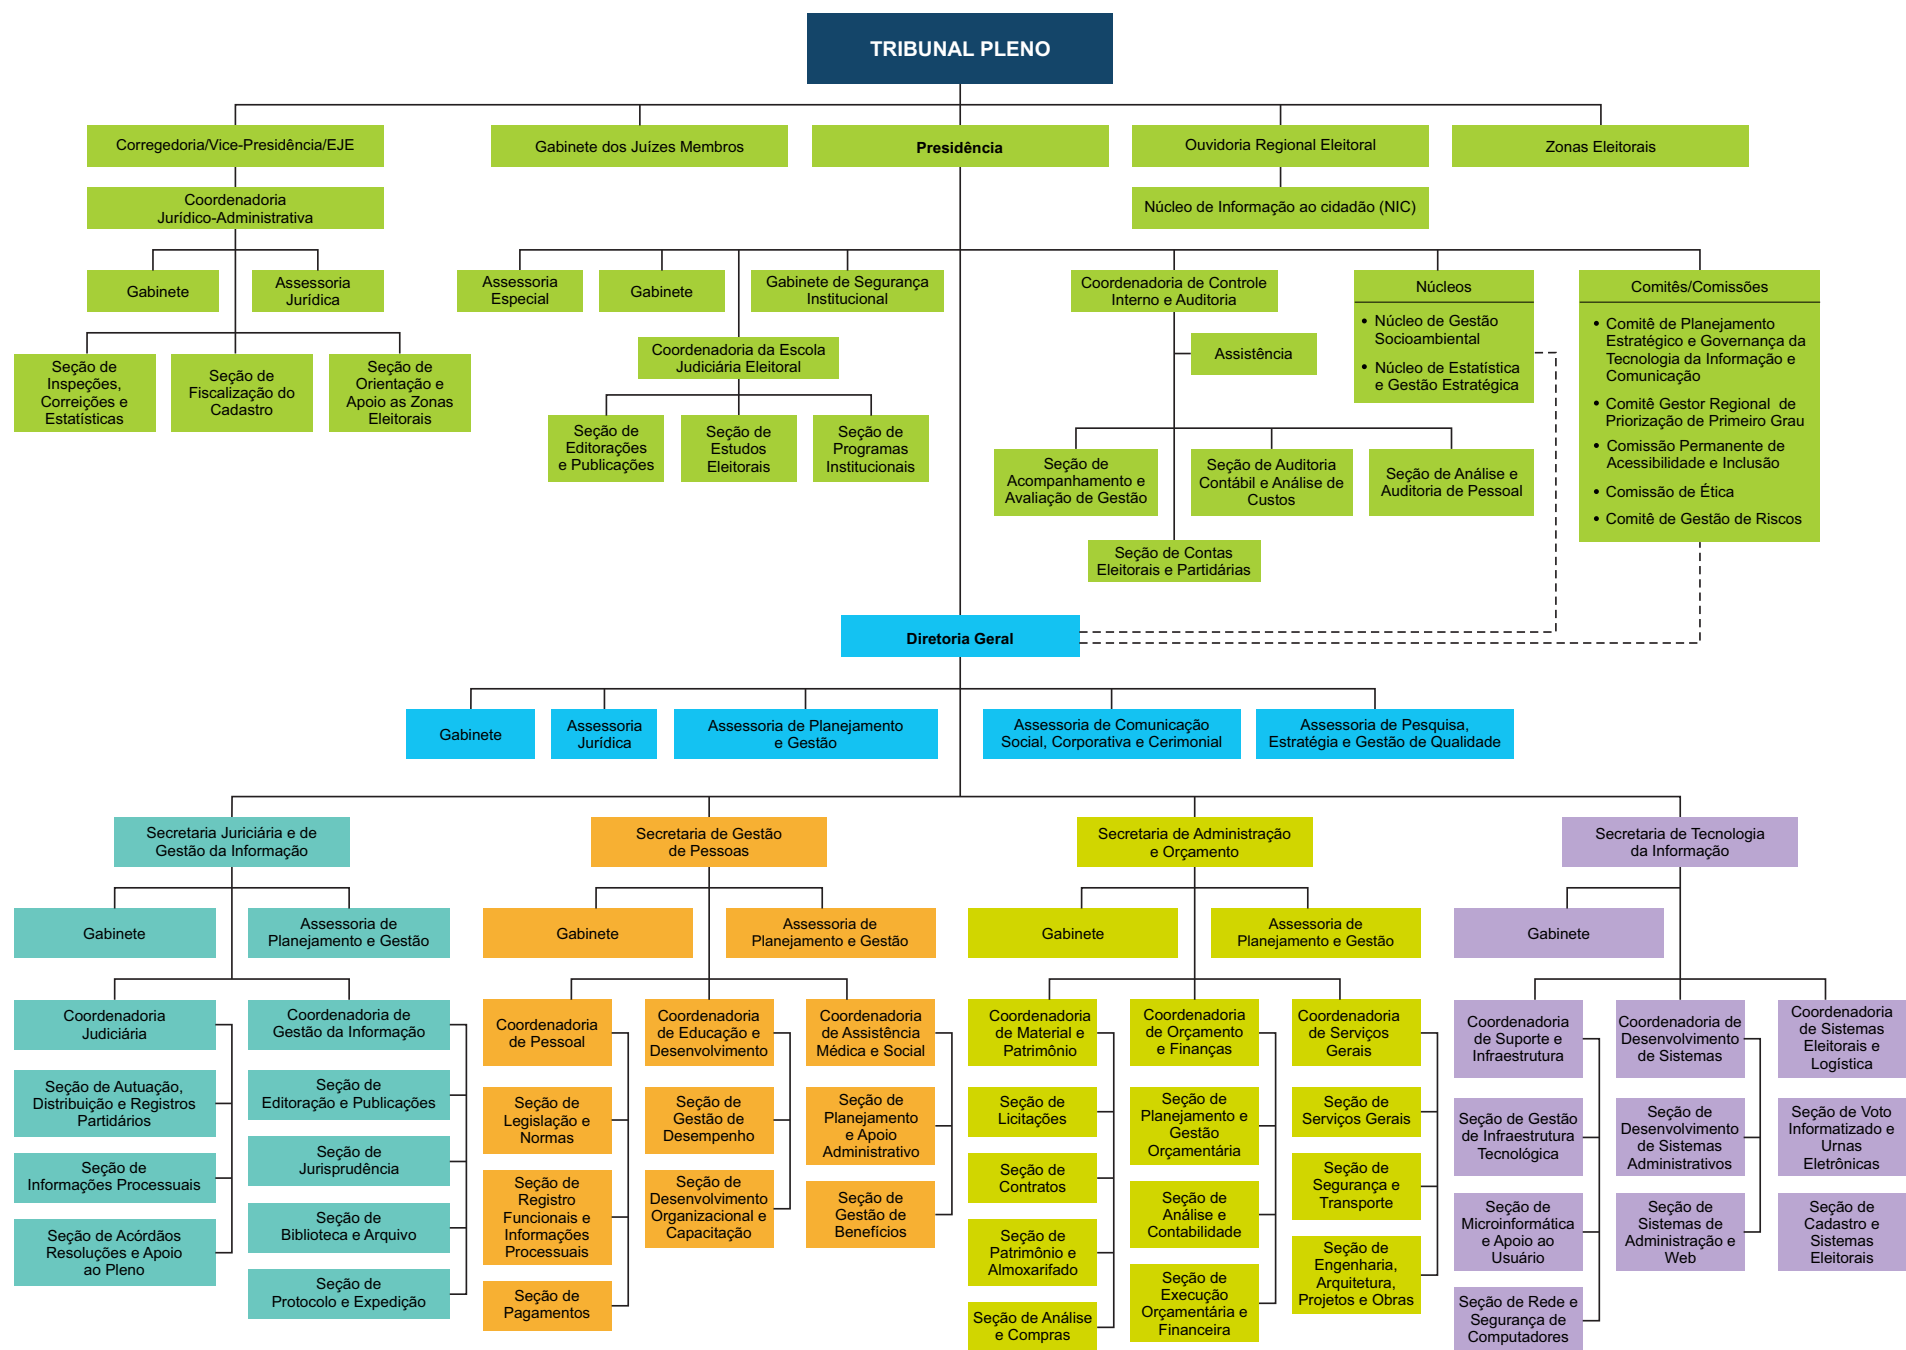 TRIBUNAL PLENO
Corregedoria/Vice-Presidência/EJE
Gabinete dos Juízes Membros
Presidência
Ouvidoria Regional Eleitoral
Zonas Eleitorais
Coordenadoria
Jurídico-Administrativa
Núcleo de Informação ao cidadão (NIC)
Gabinete
Assessoria
Jurídica
Seção de
Inspeções,
Correições e
Estatísticas
Seção de
Fiscalização do
Cadastro
Seção de
Orientação e
Apoio as Zonas
Eleitorais
Assessoria
Especial
Gabinete
Gabinete de Segurança
Institucional
Coordenadoria da Escola
Judiciária Eleitoral
Seção de
Editorações
e Publicações
Seção de
Estudos
Eleitorais
Seção de
Programas
Institucionais
Coordenadoria de Controle
Interno e Auditoria
Assistência
Seção de
Acompanhamento e
Avaliação de Gestão
Seção de Auditoria
Contábil e Análise de
Custos
Seção de Análise e
Auditoria de Pessoal
Seção de Contas
Eleitorais e Partidárias
Núcleos
• Núcleo de Gestão
Socioambiental
• Núcleo de Estatística
e Gestão Estratégica
Comitês/Comissões
• Comitê de Planejamento
Estratégico e Governança da
Tecnologia da Informação e
Comunicação
• Comitê Gestor Regional de
Priorização de Primeiro Grau
• Comissão Permanente de
Acessibilidade e Inclusão
• Comissão de Ética
• Comitê de Gestão de Riscos
Diretoria Geral
Gabinete
Assessoria
Jurídica
Assessoria de Planejamento
e Gestão
Assessoria de Comunicação
Social, Corporativa e Cerimonial
Assessoria de Pesquisa,
Estratégia e Gestão de Qualidade
Secretaria Juriciária e de
Gestão da Informação
Gabinete
Assessoria de
Planejamento e Gestão
Coordenadoria
Judiciária
Seção de Autuação,
Distribuição e Registros
Partidários
Seção de
Informações Processuais
Seção de Acórdãos
Resoluções e Apoio
ao Pleno
Coordenadoria de
Gestão da Informação
Seção de
Editoração e Publicações
Seção de
Jurisprudência
Seção de
Biblioteca e Arquivo
Seção de
Protocolo e Expedição
Secretaria de Gestão
de Pessoas
Gabinete
Assessoria de
Planejamento e Gestão
Coordenadoria
de Pessoal
Seção de
Legislação e
Normas
Seção de
Registro
Funcionais e
Informações
Processuais
Seção de
Pagamentos
Coordenadoria
de Educação e
Desenvolvimento
Seção de
Gestão de
Desempenho
Seção de
Desenvolvimento
Organizacional e
Capacitação
Coordenadoria
de Assistência
Médica e Social
Seção de
Planejamento
e Apoio
Administrativo
Seção de
Gestão de
Benefícios
Secretaria de Administração
e Orçamento
Gabinete
Assessoria de
Planejamento e Gestão
Coordenadoria
de Material e
Patrimônio
Seção de
Licitações
Seção de
Contratos
Seção de
Patrimônio e
Almoxarifado
Seção de Análise
e Compras
Coordenadoria
de Orçamento
e Finanças
Seção de
Planejamento e
Gestão
Orçamentária
Seção de
Análise e
Contabilidade
Seção de
Execução
Orçamentária e
Financeira
Coordenadoria
de Serviços
Gerais
Seção de
Serviços Gerais
Seção de
Segurança e
Transporte
Seção de
Engenharia,
Arquitetura,
Projetos e Obras
Secretaria de Tecnologia
da Informação
Gabinete
Coordenadoria
de Suporte e
Infraestrutura
Seção de Gestão
de Infraestrutura
Tecnológica
Seção de
Microinformática
e Apoio ao
Usuário
Seção de Rede e
Segurança de
Computadores
Coordenadoria de
Desenvolvimento
de Sistemas
Seção de
Desenvolvimento
de Sistemas
Administrativos
Seção de
Sistemas de
Administração e
Web
Coordenadoria
de Sistemas
Eleitorais e
Logística
Seção de Voto
Informatizado e
Urnas
Eletrônicas
Seção de
Cadastro e
Sistemas
Eleitorais